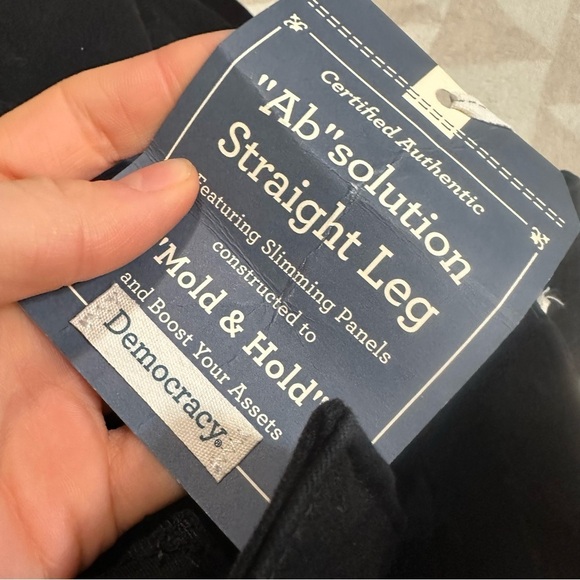 Certified Authentic
"Ab"solution
Straight Leg
Featuring Slimming Panels
constructed to
"Mold & Hold"
and Boost Your Assets
Democracy®